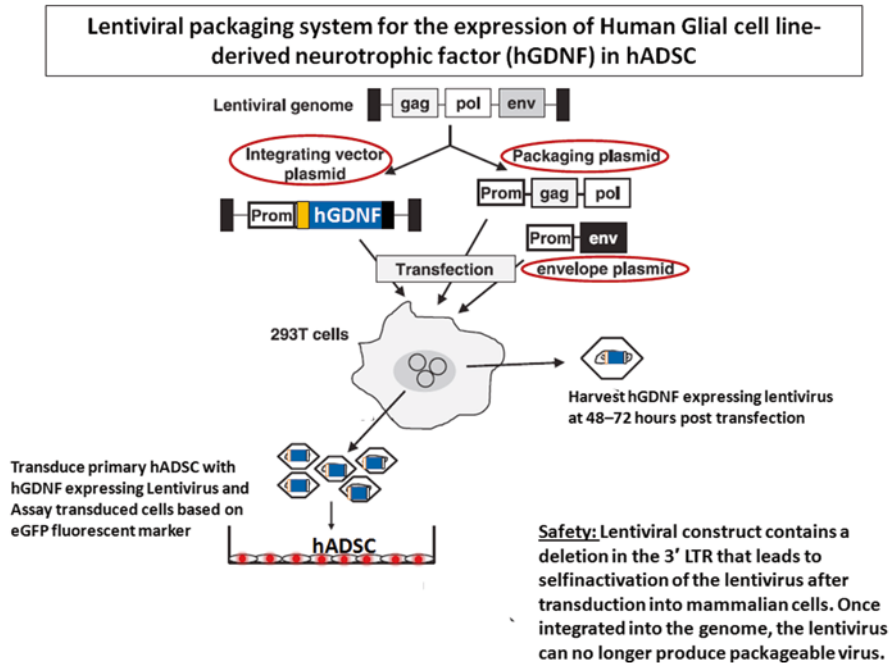 Lentiviral packaging system for the expression of Human Glial cell line-
derived neurotrophic factor (hGDNF) in hADSC
Lentiviral genome
gag
pol
env
Integrating vector
plasmid
Packaging plasmid
Prom
hGDNF
Prom
gag
pol
Prom
env
Transfection
envelope plasmid
293T cells
Harvest hGDNF expressing lentivirus
at 48–72 hours post transfection
Transduce primary hADSC with
hGDNF expressing Lentivirus and
Assay transduced cells based on
eGFP fluorescent marker
hADSC
Safety: Lentiviral construct contains a
deletion in the 3′ LTR that leads to
selfinactivation of the lentivirus after
transduction into mammalian cells. Once
integrated into the genome, the lentivirus
can no longer produce packageable virus.